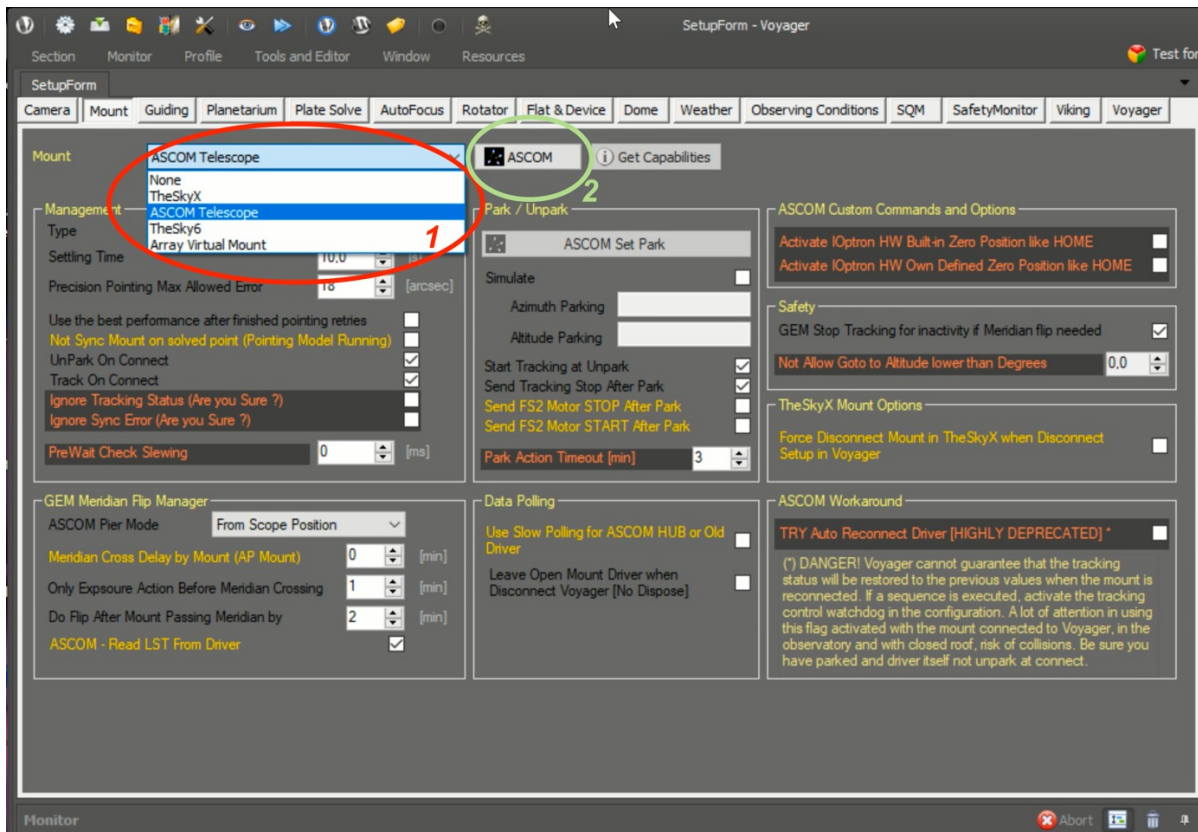 SetupForm - Voyager
Section Monitor Profile Tools and Editor Window Resources
Test for
SetupForm
Camera Mount Guiding Planetarium Plate Solve AutoFocus Rotator Flat & Device Dome Weather Observing Conditions SQM SafetyMonitor Viking Voyager
Mount
ASCOM Telescope
ASCOM
Get Capabilities
None
TheSkyX
ASCOM Telescope
TheSky6
Array Virtual Mount
1
2
Management
Type
Settling Time 10,0 [s]
Precision Pointing Max Allowed Error 18 [arcsec]
Use the best performance after finished pointing retries
Not Sync Mount on solved point (Pointing Model Running)
UnPark On Connect
Track On Connect
Ignore Tracking Status (Are you Sure ?)
Ignore Sync Error (Are you Sure ?)
PreWait Check Slewing 0 [ms]
Park / Unpark
ASCOM Set Park
Simulate
Azimuth Parking
Altitude Parking
Start Tracking at Unpark
Send Tracking Stop After Park
Send FS2 Motor STOP After Park
Send FS2 Motor START After Park
Park Action Timeout [min] 3
ASCOM Custom Commands and Options
Activate IOptron HW Built-in Zero Position like HOME
Activate IOptron HW Own Defined Zero Position like HOME
Safety
GEM Stop Tracking for inactivity if Meridian flip needed
Not Allow Goto to Altitude lower than Degrees 0,0
TheSkyX Mount Options
Force Disconnect Mount in TheSkyX when Disconnect
Setup in Voyager
GEM Meridian Flip Manager
ASCOM Pier Mode From Scope Position
Meridian Cross Delay by Mount (AP Mount) 0 [min]
Only Expsoure Action Before Meridian Crossing 1 [min]
Do Flip After Mount Passing Meridian by 2 [min]
ASCOM - Read LST From Driver
Data Polling
Use Slow Polling for ASCOM HUB or Old
Driver
Leave Open Mount Driver when
Disconnect Voyager [No Dispose]
ASCOM Workaround
TRY Auto Reconnect Driver [HIGHLY DEPRECATED] *
(*) DANGER! Voyager cannot guarantee that the tracking
status will be restored to the previous values when the mount is
reconnected. If a sequence is executed, activate the tracking
control watchdog in the configuration. A lot of attention in using
this flag activated with the mount connected to Voyager, in the
observatory and with closed roof, risk of collisions. Be sure you
have parked and driver itself not unpark at connect.
Monitor
Abort